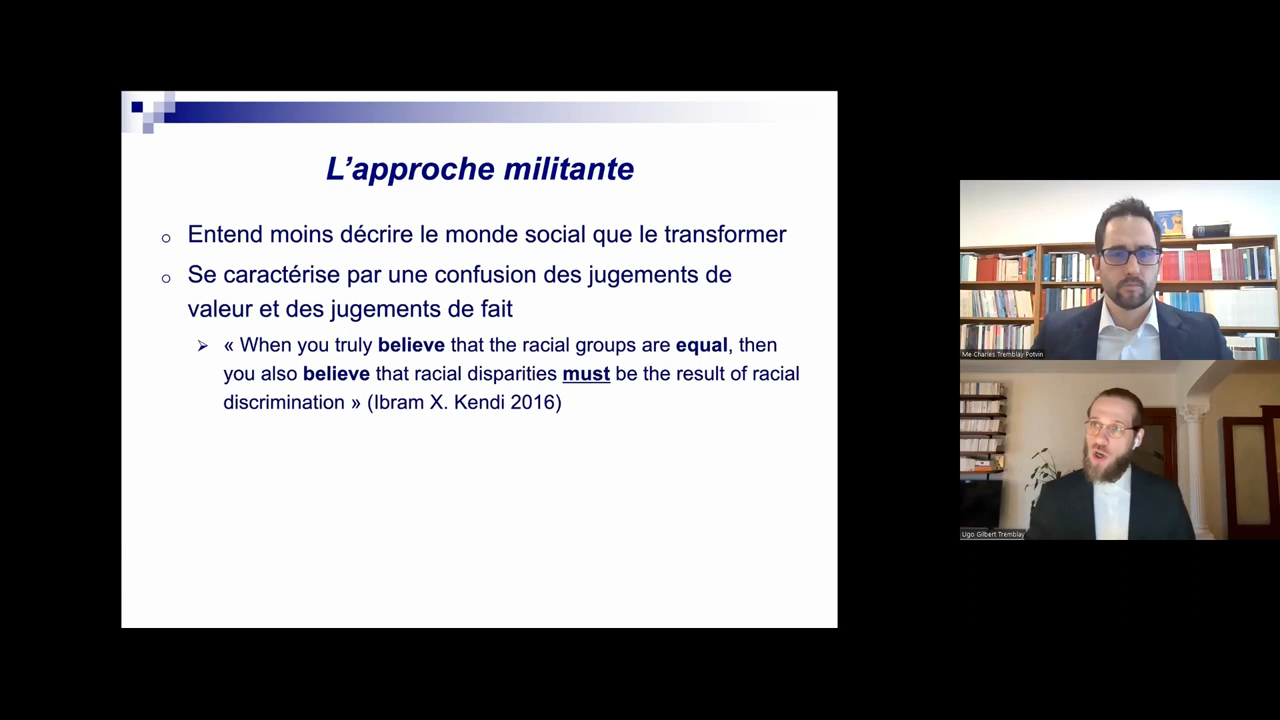 L'approche militante
Entend moins décrire le monde social que le transformer
Se caractérise par une confusion des jugements de
valeur et des jugements de fait
« When you truly believe that the racial groups are equal, then
you also believe that racial disparities must be the result of racial
discrimination » (Ibram X. Kendi 2016)
Me Charles Tremblay Potvin
Ugo Gilbert Tremblay